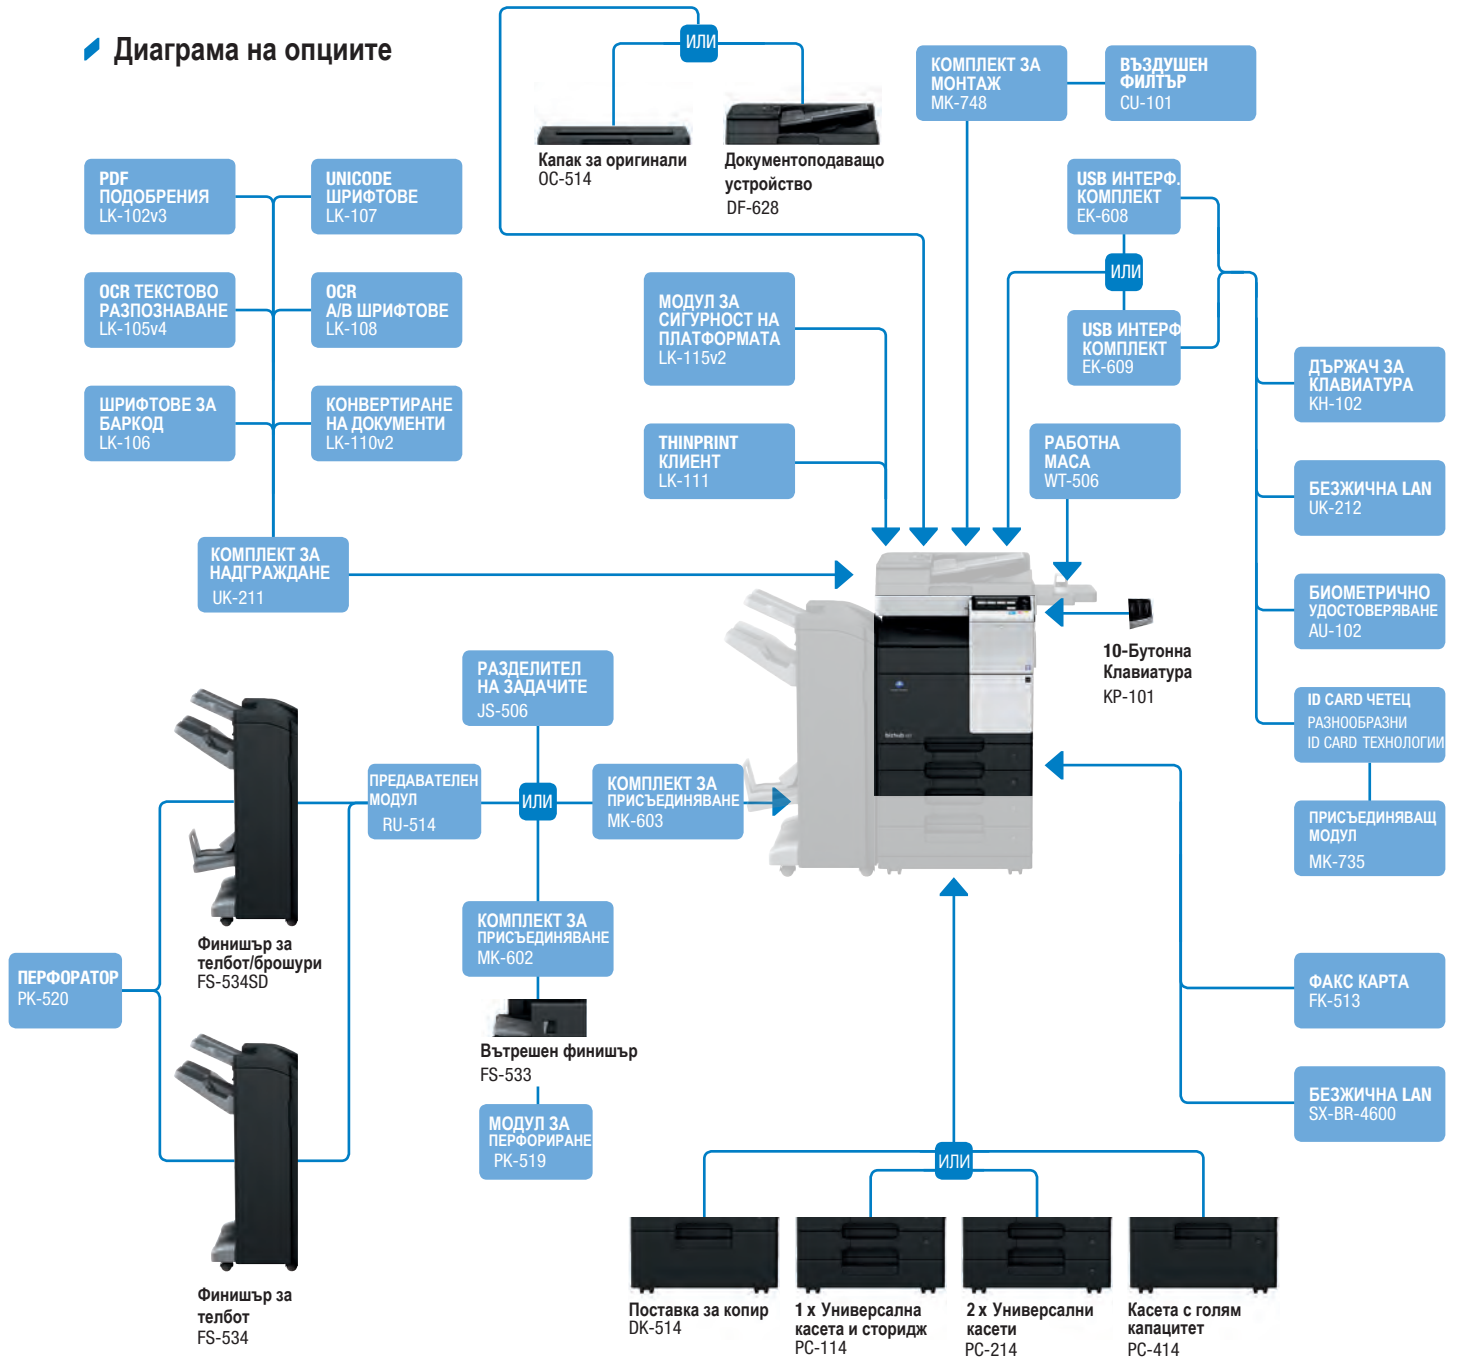 Диаграма на опциите
ИЛИ
Капак за оригинали
OC-514
Документоподаващо
устройство
DF-628
КОМПЛЕКТ ЗА
МОНТАЖ
MK-748
ВЪЗДУШЕН
ФИЛТЪР
CU-101
PDF
ПОДОБРЕНИЯ
LK-102v3
UNICODE
ШРИФТОВЕ
LK-107
OCR ТЕКСТОВО
РАЗПОЗНАВАНЕ
LK-105v4
OCR
A/B ШРИФТОВЕ
LK-108
ШРИФТОВЕ ЗА
БАРКОД
LK-106
КОНВЕРТИРАНЕ
НА ДОКУМЕНТИ
LK-110v2
КОМПЛЕКТ ЗА
НАДГРАЖДАНЕ
UK-211
МОДУЛ ЗА
СИГУРНОСТ НА
ПЛАТФОРМАТА
LK-115v2
THINPRINT
КЛИЕНТ
LK-111
USB ИНТЕРФ.
КОМПЛЕКТ
EK-608
ИЛИ
USB ИНТЕРФ
КОМПЛЕКТ
EK-609
РАБОТНА
МАСА
WT-506
ДЪРЖАЧ ЗА
КЛАВИАТУРА
KH-102
БЕЗЖИЧНА LAN
UK-212
БИОМЕТРИЧНО
УДОСТОВЕРЯВАНЕ
AU-102
ID CARD ЧЕТЕЦ
РАЗНООБРАЗНИ
ID CARD ТЕХНОЛОГИИ
ПРИСЪЕДИНЯВАЩ
МОДУЛ
MK-735
10-Бутонна
Клавиатура
KP-101
РАЗДЕЛИТЕЛ
НА ЗАДАЧИТЕ
JS-506
ПРЕДАВАТЕЛЕН
МОДУЛ
RU-514
ИЛИ
КОМПЛЕКТ ЗА
ПРИСЪЕДИНЯВАНЕ
MK-603
КОМПЛЕКТ ЗА
ПРИСЪЕДИНЯВАНЕ
MK-602
Вътрешен финишър
FS-533
МОДУЛ ЗА
ПЕРФОРИРАНЕ
PK-519
ПЕРФОРАТОР
PK-520
Финишър за
телбот/брошури
FS-534SD
Финишър за
телбот
FS-534
ФАКС КАРТА
FK-513
БЕЗЖИЧНА LAN
SX-BR-4600
ИЛИ
Поставка за копир
DK-514
1 x Универсална
касета и сторидж
PC-114
2 x Универсални
касети
PC-214
Касета с голям
капацитет
PC-414